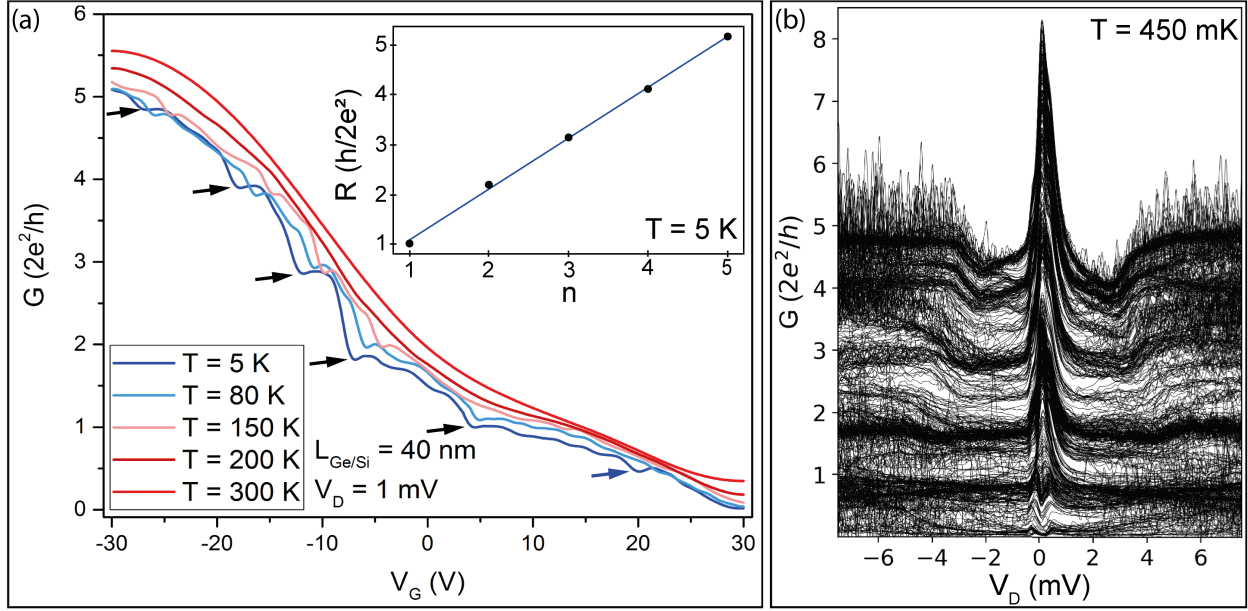 (a)
G (2e²/h)
6
5
4
3
2
1
0
-30
-20
-10
0
10
20
30
V_G (V)
T = 5 K
T = 80 K
T = 150 K
T = 200 K
T = 300 K
L_Ge/Si = 40 nm
V_D = 1 mV
R (h/2e²)
5
4
3
2
1
1
2
3
4
5
n
T = 5 K
(b)
T = 450 mK
G (2e²/h)
8
7
6
5
4
3
2
1
−6
−4
−2
0
2
4
6
V_D (mV)